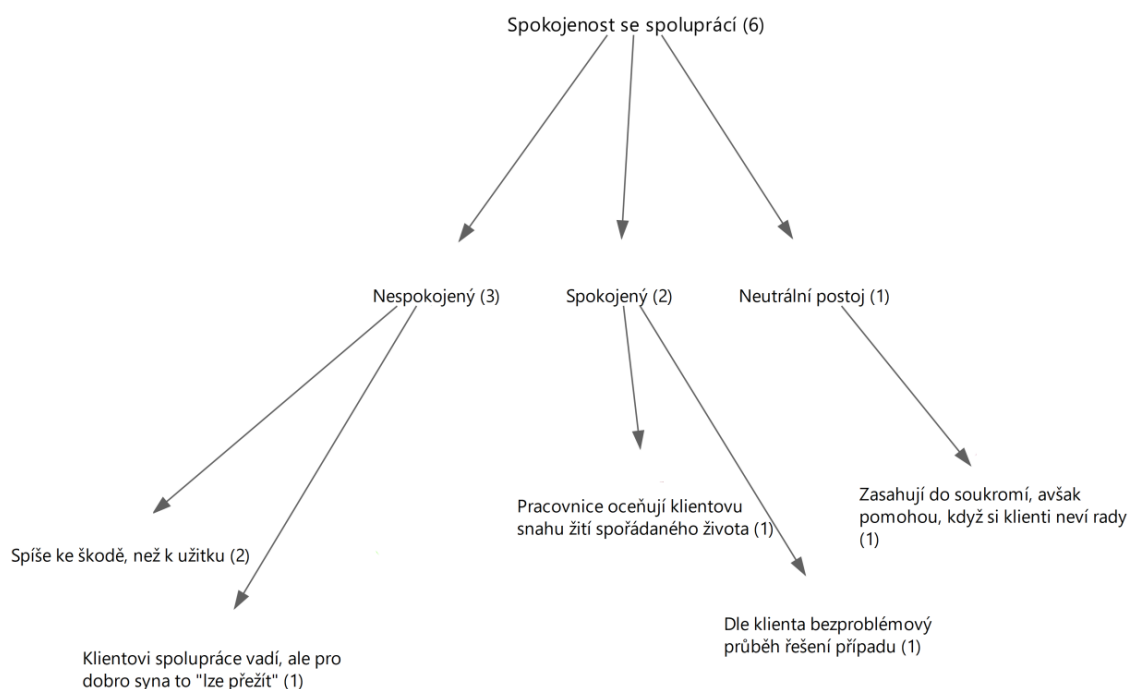 Spokojenost se spoluprácí (6)
Nespokojený (3)
Spokojený (2)
Neutrální postoj (1)
Spíše ke škodě, než k užitku (2)
Klientovi spolupráce vadí, ale pro
dobro syna to "lze přežít" (1)
Pracovnice oceňují klientovu
snahu žití spořádaného života (1)
Dle klienta bezproblémový
průběh řešení případu (1)
Zasahují do soukromí, avšak
pomohou, když si klienti neví rady
(1)